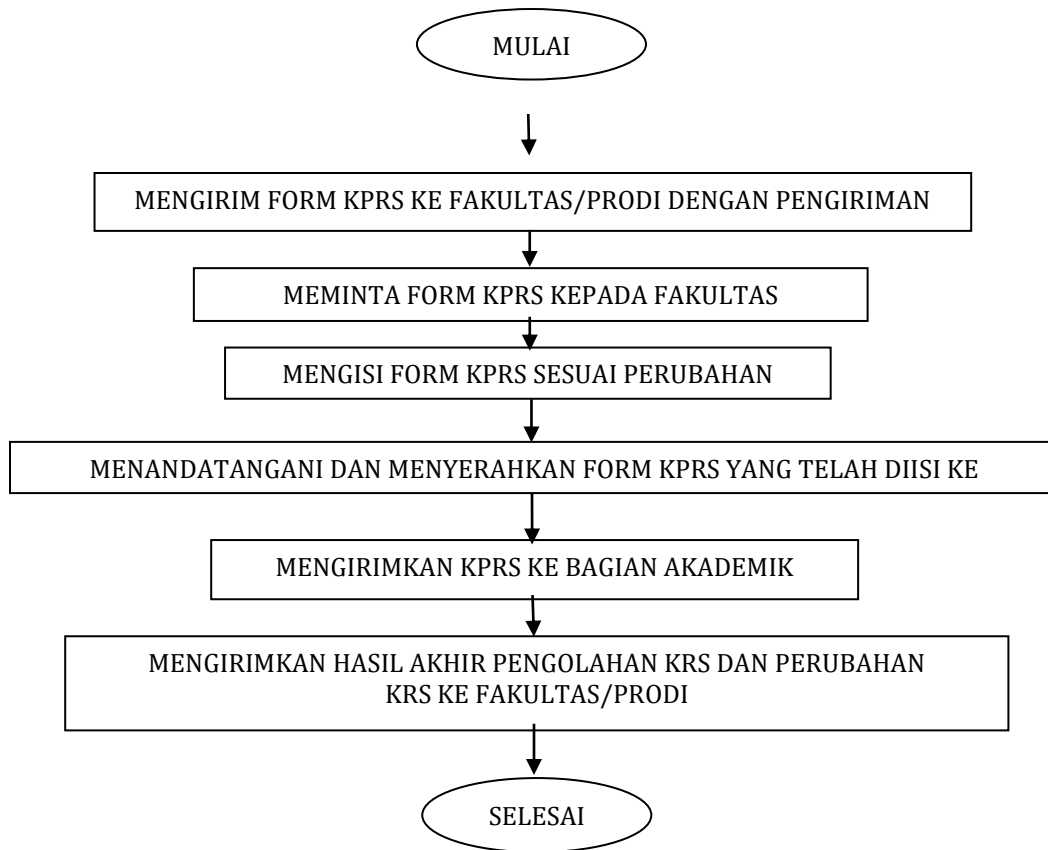 MULAI
MENGIRIM FORM KPRS KE FAKULTAS/PRODI DENGAN PENGIRIMAN
MEMINTA FORM KPRS KEPADA FAKULTAS
MENGISI FORM KPRS SESUAI PERUBAHAN
MENANDATANGANI DAN MENYERAHKAN FORM KPRS YANG TELAH DIISI KE
MENGIRIMKAN KPRS KE BAGIAN AKADEMIK
MENGIRIMKAN HASIL AKHIR PENGOLAHAN KRS DAN PERUBAHAN
KRS KE FAKULTAS/PRODI
SELESAI